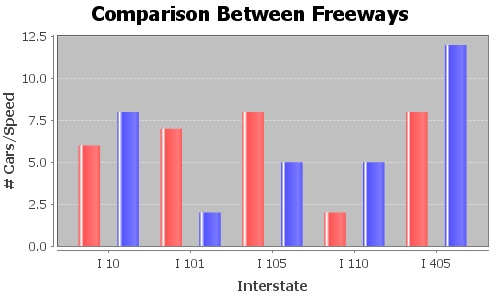 Comparison Between Freeways
# Cars/Speed
12.5
10.0
7.5
5.0
2.5
0.0
I 10 I 101 I 105 I 110 I 405
Interstate